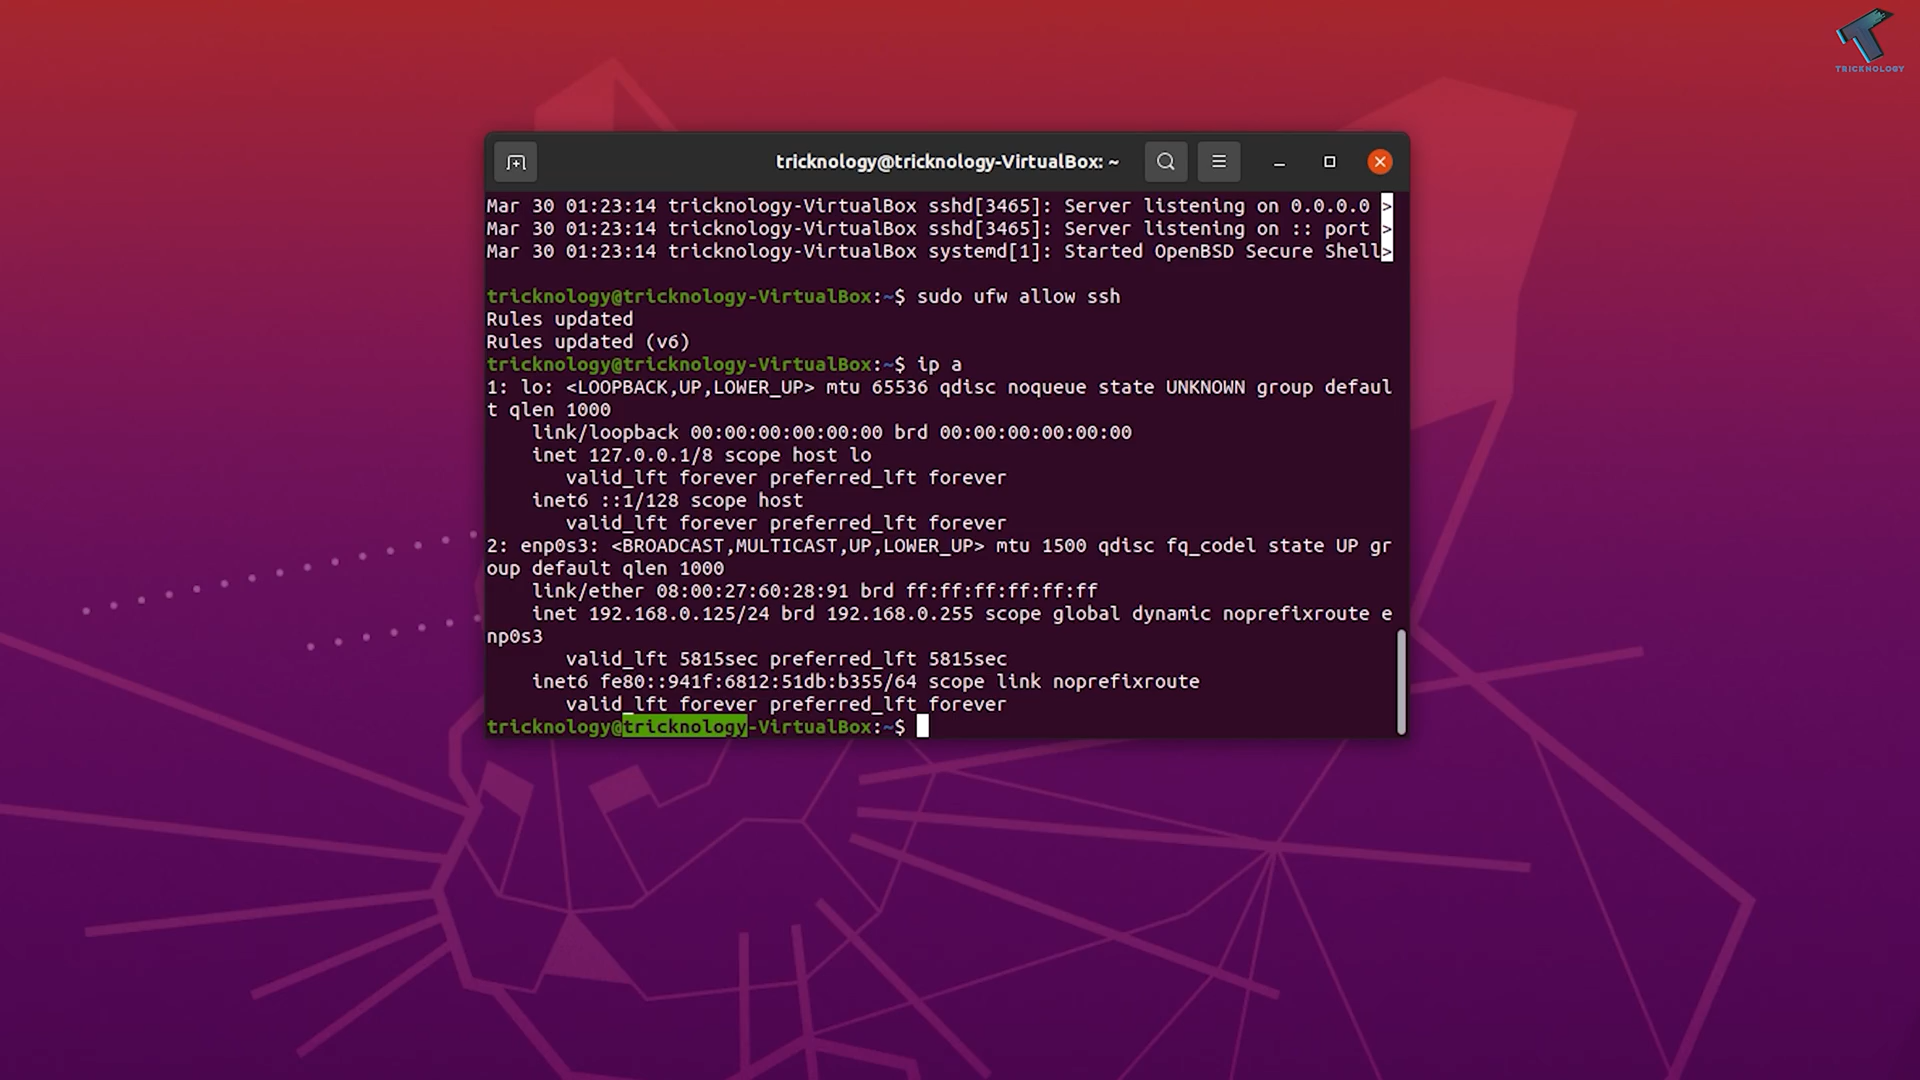 TRICKNOLOGY
tricknology@tricknology-VirtualBox: ~
Mar 30 01:23:14 tricknology-VirtualBox sshd[3465]: Server listening on 0.0.0.0 >
Mar 30 01:23:14 tricknology-VirtualBox sshd[3465]: Server listening on :: port >
Mar 30 01:23:14 tricknology-VirtualBox systemd[1]: Started OpenBSD Secure Shell>
tricknology@tricknology-VirtualBox:~$ sudo ufw allow ssh
Rules updated
Rules updated (v6)
tricknology@tricknology-VirtualBox:~$ ip a
1: lo: <LOOPBACK,UP,LOWER_UP> mtu 65536 qdisc noqueue state UNKNOWN group defaul
t qlen 1000
link/loopback 00:00:00:00:00:00 brd 00:00:00:00:00:00
inet 127.0.0.1/8 scope host lo
valid_lft forever preferred_lft forever
inet6 ::1/128 scope host
valid_lft forever preferred_lft forever
2: enp0s3: <BROADCAST,MULTICAST,UP,LOWER_UP> mtu 1500 qdisc fq_codel state UP gr
oup default qlen 1000
link/ether 08:00:27:60:28:91 brd ff:ff:ff:ff:ff:ff
inet 192.168.0.125/24 brd 192.168.0.255 scope global dynamic noprefixroute e
np0s3
valid_lft 5815sec preferred_lft 5815sec
inet6 fe80::941f:6812:51db:b355/64 scope link noprefixroute
valid_lft forever preferred_lft forever
tricknology@tricknology-VirtualBox:~$